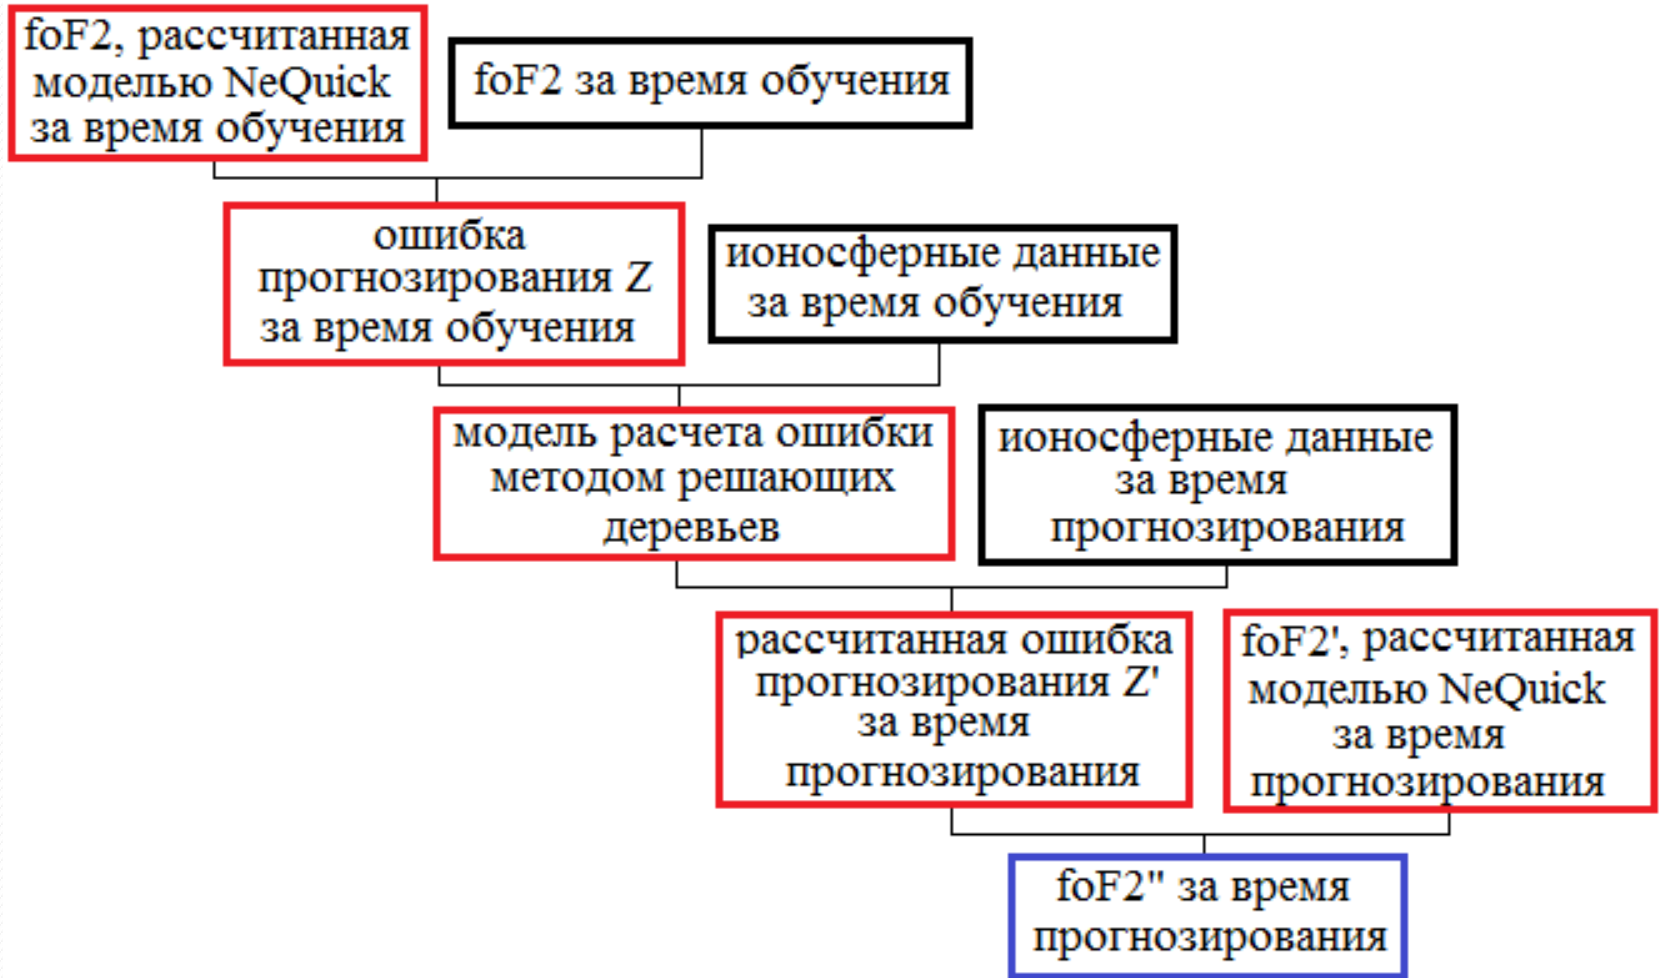 foF2, рассчитанная
моделью NeQuick
за время обучения
foF2 за время обучения
ошибка
прогнозирования Z
за время обучения
ионосферные данные
за время обучения
модель расчета ошибки
методом решающих
деревьев
ионосферные данные
за время
прогнозирования
рассчитанная ошибка
прогнозирования Z'
за время
прогнозирования
foF2', рассчитанная
моделью NeQuick
за время
прогнозирования
foF2" за время
прогнозирования